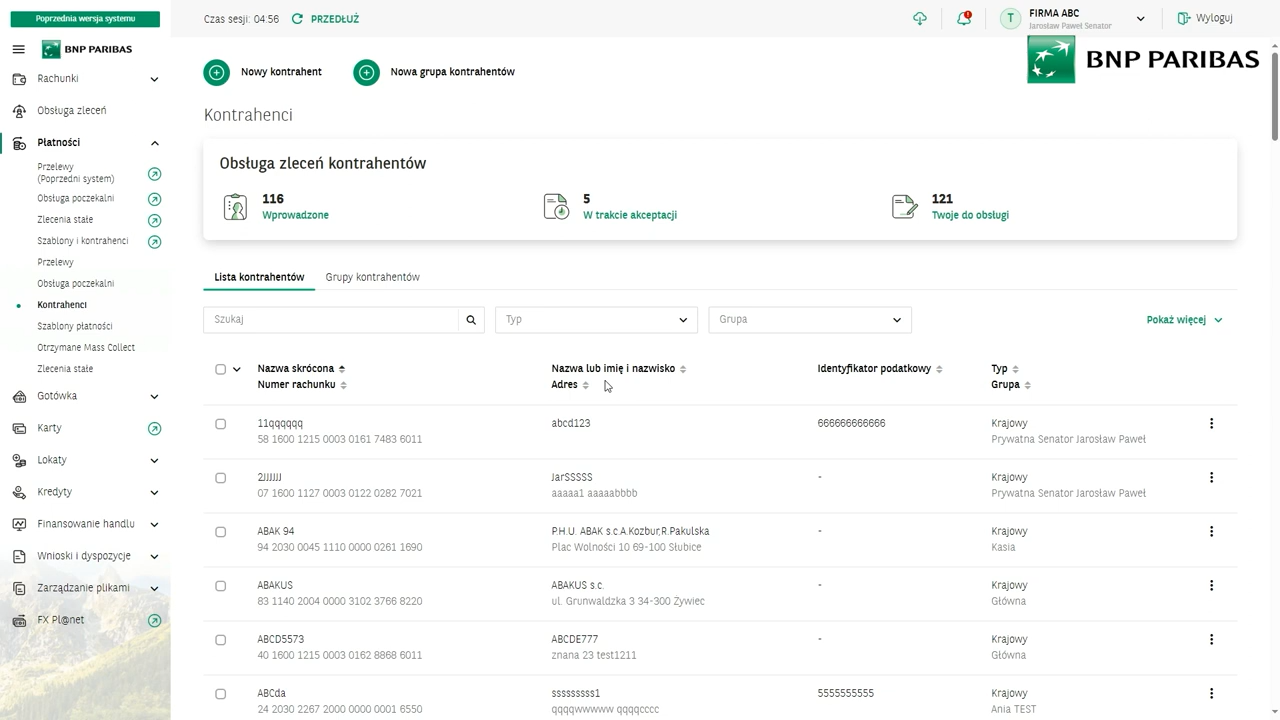 Poprzednia wersja systemu
Czas sesji: 04:56
PRZEDŁUŻ
T
FIRMA ABC
Jarosław Paweł Senator
Wyloguj
BNP PARIBAS
BNP PARIBAS
Rachunki
Obsługa zleceń
Płatności
Przelewy
(Poprzedni system)
Obsługa poczekalni
Zlecenia stałe
Szablony i kontrahenci
Przelewy
Obsługa poczekalni
Kontrahenci
Szablony płatności
Otrzymane Mass Collect
Zlecenia stałe
Gotówka
Karty
Lokaty
Kredyty
Finansowanie handlu
Wnioski i dyspozycje
Zarządzanie plikami
FX Pl@net
Nowy kontrahent
Nowa grupa kontrahentów
Kontrahenci
Obsługa zleceń kontrahentów
116
Wprowadzone
5
W trakcie akceptacji
121
Twoje do obsługi
Lista kontrahentów
Grupy kontrahentów
Szukaj
Typ
Grupa
Pokaż więcej
Nazwa skrócona
Numer rachunku
Nazwa lub imię i nazwisko
Adres
Identyfikator podatkowy
Typ
Grupa
11qqqqqq
58 1600 1215 0003 0161 7483 6011
abcd123
666666666666
Krajowy
Prywatna Senator Jarosław Paweł
2JJJJJJ
07 1600 1127 0003 0122 0282 7021
JarSSSSS
aaaaa1 aaaaabbbb
-
Krajowy
Prywatna Senator Jarosław Paweł
ABAK 94
94 2030 0045 1110 0000 0261 1690
P.H.U. ABAK s.c.A.Kozbur,R.Pakulska
Plac Wolności 10 69-100 Słubice
-
Krajowy
Kasia
ABAKUS
83 1140 2004 0000 3102 3766 8220
ABAKUS s.c.
ul. Grunwaldzka 3 34-300 Żywiec
-
Krajowy
Główna
ABCD5573
40 1600 1215 0003 0162 8868 6011
ABCDE777
znana 23 test1211
-
Krajowy
Główna
ABCda
24 2030 2267 2000 0000 0001 6550
sssssssss1
qqqqwwwww qqqqcccc
5555555555
Krajowy
Ania TEST